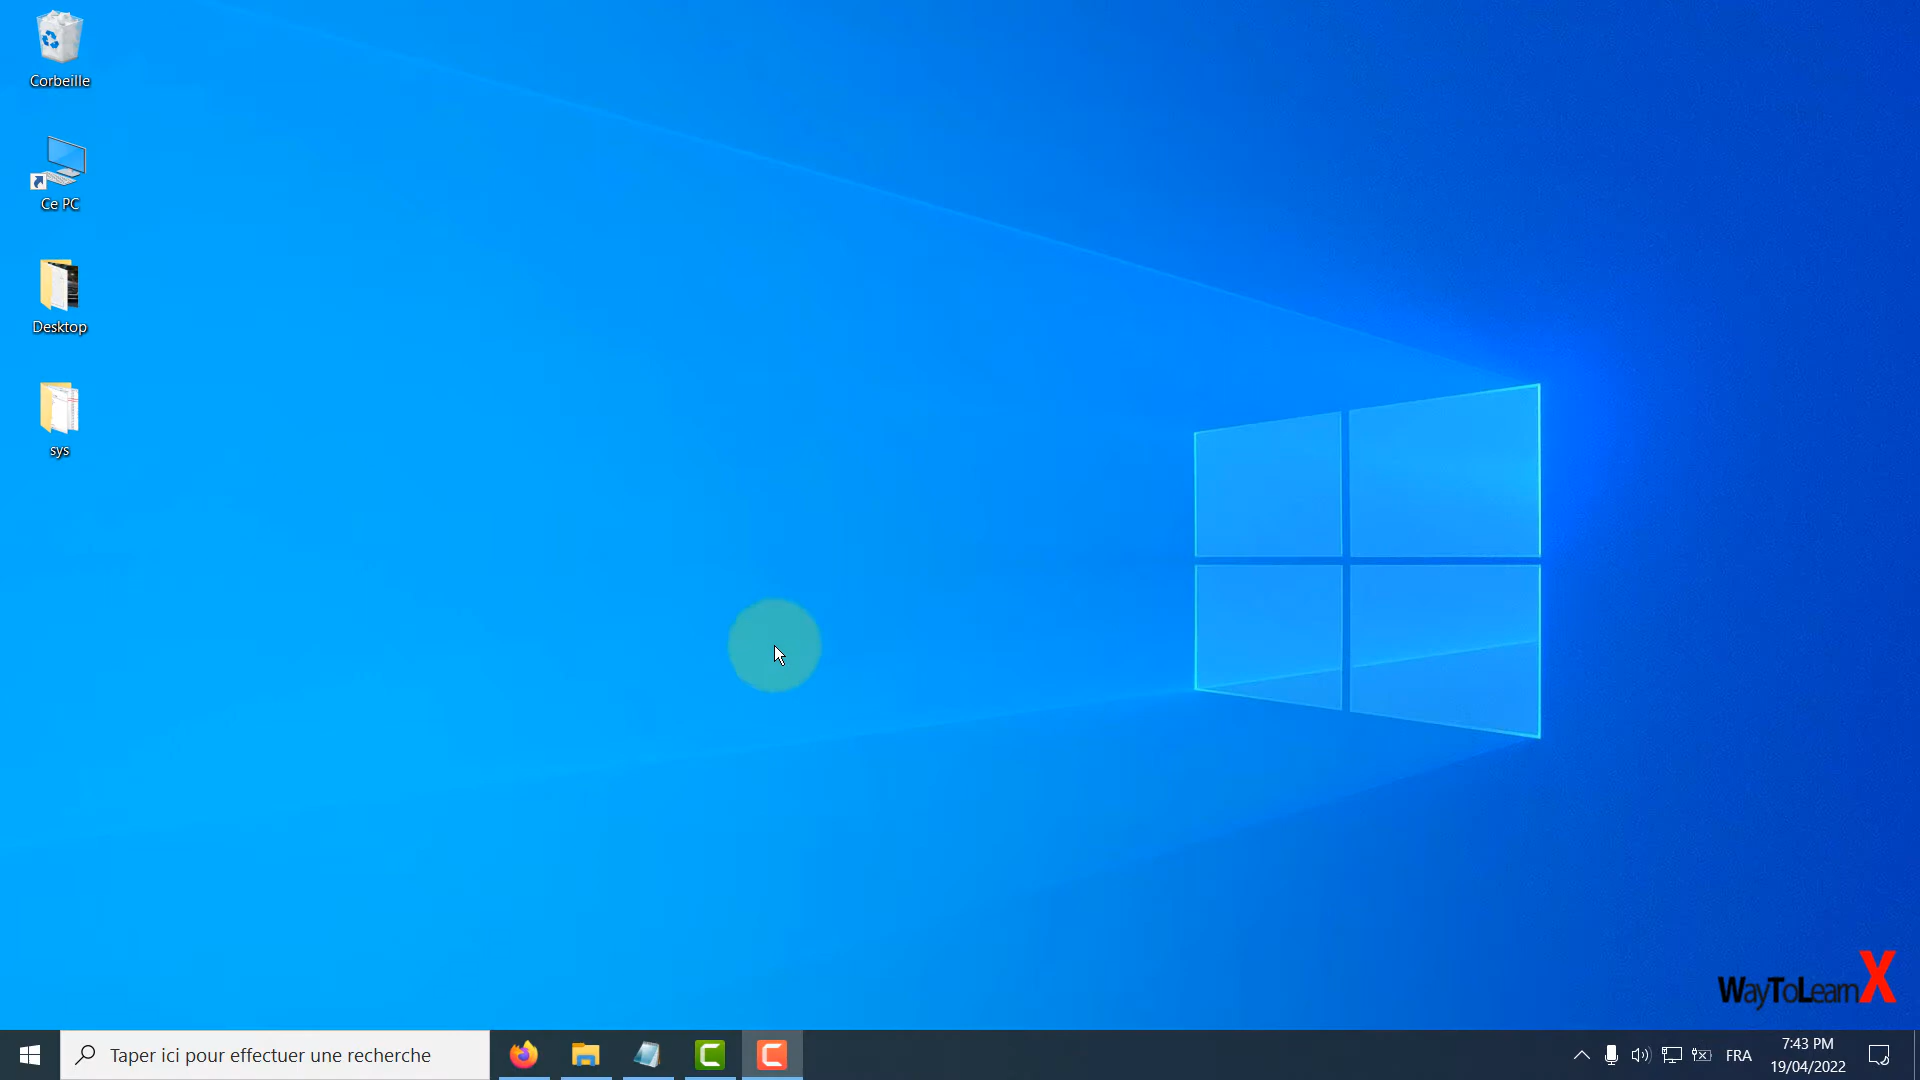 Corbeille
Ce PC
Desktop
sys
WayToLearnX
Taper ici pour effectuer une recherche
FRA
7:43 PM
19/04/2022